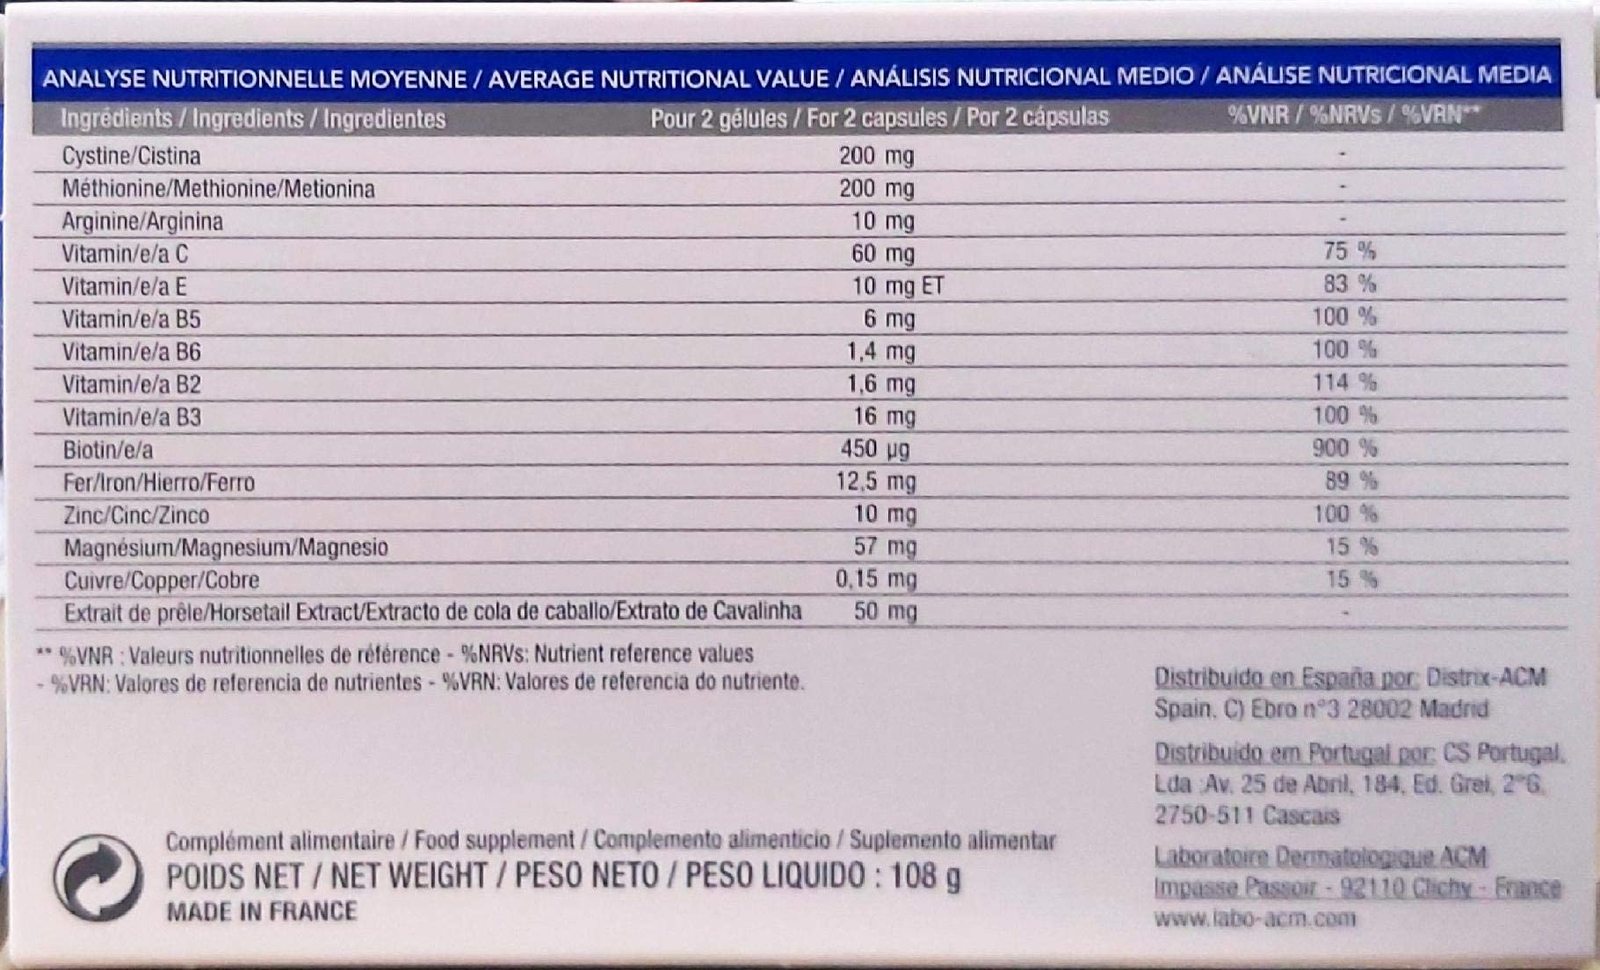 ANALYSE NUTRITIONNELLE MOYENNE / AVERAGE NUTRITIONAL VALUE / ANÁLISIS NUTRICIONAL MEDIO / ANÁLISE NUTRICIONAL MEDIA
Ingrédients / Ingredients / Ingredientes Pour 2 gélules / For 2 capsules / Por 2 cápsulas %VNR / %NRVs / %VRN**
Cystine/Cistina 200 mg -
Méthionine/Methionine/Metionina 200 mg -
Arginine/Arginina 10 mg -
Vitamin/e/a C 60 mg 75 %
Vitamin/e/a E 10 mg ET 83 %
Vitamin/e/a B5 6 mg 100 %
Vitamin/e/a B6 1,4 mg 100 %
Vitamin/e/a B2 1,6 mg 114 %
Vitamin/e/a B3 16 mg 100 %
Biotin/e/a 450 µg 900 %
Fer/Iron/Hierro/Ferro 12,5 mg 89 %
Zinc/Cinc/Zinco 10 mg 100 %
Magnésium/Magnesium/Magnesio 57 mg 15 %
Cuivre/Copper/Cobre 0,15 mg 15 %
Extrait de prêle/Horsetail Extract/Extracto de cola de caballo/Extrato de Cavalinha 50 mg -
** %VNR : Valeurs nutritionnelles de référence - %NRVs: Nutrient reference values
- %VRN: Valores de referencia de nutrientes - %VRN: Valores de referencia do nutriente.
Distribuido en España por: Distrix-ACM
Spain. C) Ebro n°3 28002 Madrid
Distribuído em Portugal por: CS Portugal,
Lda :Av. 25 de Abril, 184, Ed. Grei, 2°G,
2750-511 Cascais
Laboratoire Dermatologique ACM
Impasse Passoir - 92110 Clichy - France
www.labo-acm.com
Complément alimentaire / Food supplement / Complemento alimenticio / Suplemento alimentar
POIDS NET / NET WEIGHT / PESO NETO / PESO LIQUIDO : 108 g
MADE IN FRANCE